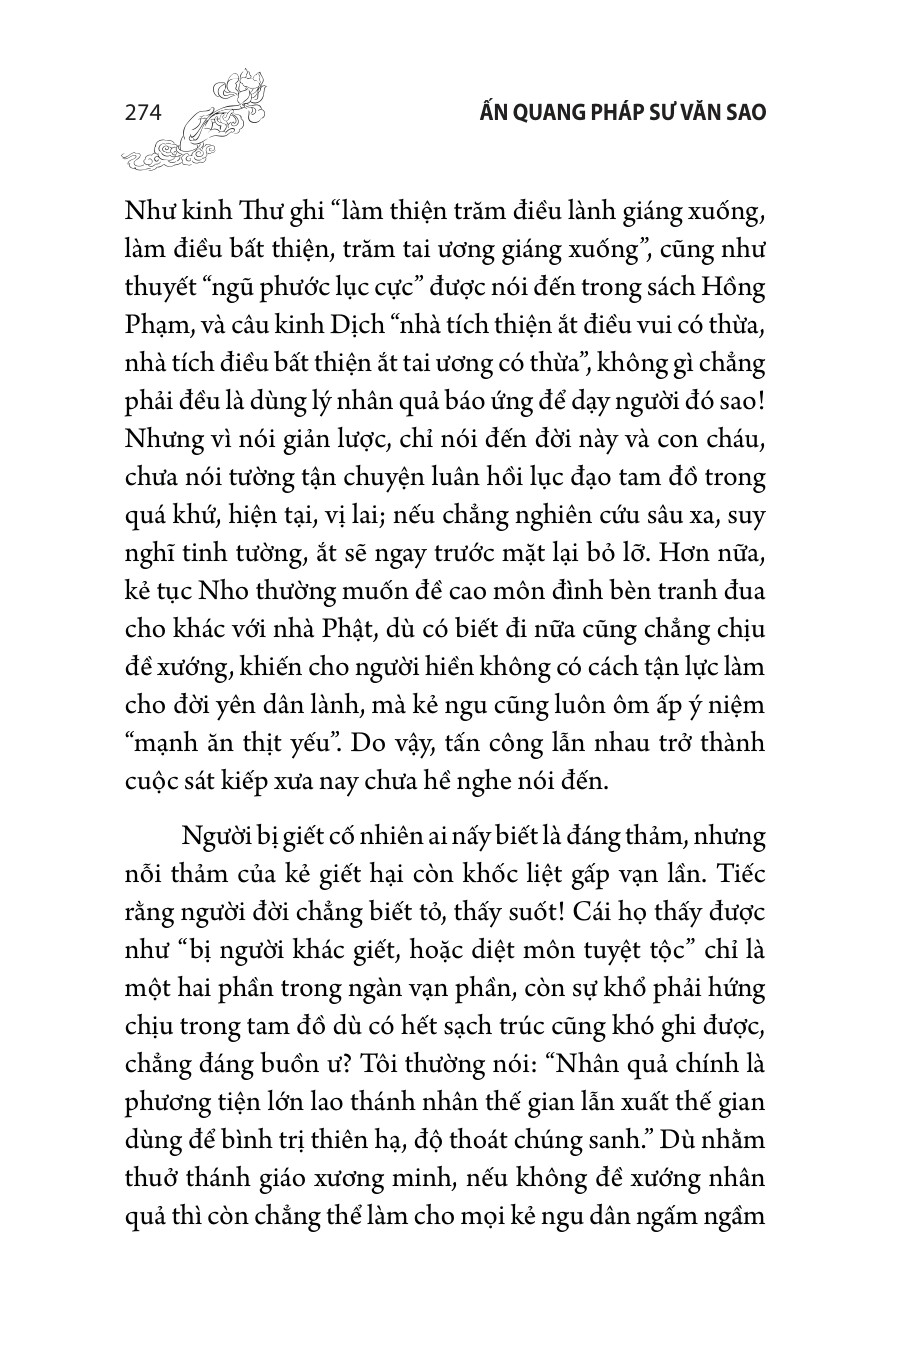 274
ẤN QUANG PHÁP SƯ VĂN SAO
Như kinh Thư ghi “làm thiện trăm điều lành giáng xuống,
làm điều bất thiện, trăm tai ương giáng xuống”, cũng như
thuyết “ngũ phước lục cực” được nói đến trong sách Hồng
Phạm, và câu kinh Dịch “nhà tích thiện ắt điều vui có thừa,
nhà tích điều bất thiện ắt tai ương có thừa”, không gì chẳng
phải đều là dùng lý nhân quả báo ứng để dạy người đó sao!
Nhưng vì nói giản lược, chỉ nói đến đời này và con cháu,
chưa nói tường tận chuyện luân hồi lục đạo tam đồ trong
quá khứ, hiện tại, vị lai; nếu chẳng nghiên cứu sâu xa, suy
nghĩ tinh tường, ắt sẽ ngay trước mặt lại bỏ lỡ. Hơn nữa,
kẻ tục Nho thường muốn đề cao môn đình bèn tranh đua
cho khác với nhà Phật, dù có biết đi nữa cũng chẳng chịu
đề xướng, khiến cho người hiền không có cách tận lực làm
cho đời yên dân lành, mà kẻ ngu cũng luôn ôm ấp ý niệm
“mạnh ăn thịt yếu”. Do vậy, tấn công lẫn nhau trở thành
cuộc sát kiếp xưa nay chưa hề nghe nói đến.
Người bị giết cố nhiên ai nấy biết là đáng thảm, nhưng
nỗi thảm của kẻ giết hại còn khốc liệt gấp vạn lần. Tiếc
rằng người đời chẳng biết tỏ, thấy suốt! Cái họ thấy được
như “bị người khác giết, hoặc diệt môn tuyệt tộc” chỉ là
một hai phần trong ngàn vạn phần, còn sự khổ phải hứng
chịu trong tam đồ dù có hết sạch trúc cũng khó ghi được,
chẳng đáng buồn ư? Tôi thường nói: “Nhân quả chính là
phương tiện lớn lao thánh nhân thế gian lẫn xuất thế gian
dùng để bình trị thiên hạ, độ thoát chúng sanh.” Dù nhằm
thuở thánh giáo xương minh, nếu không đề xướng nhân
quả thì còn chẳng thể làm cho mọi kẻ ngu dân ngấm ngầm